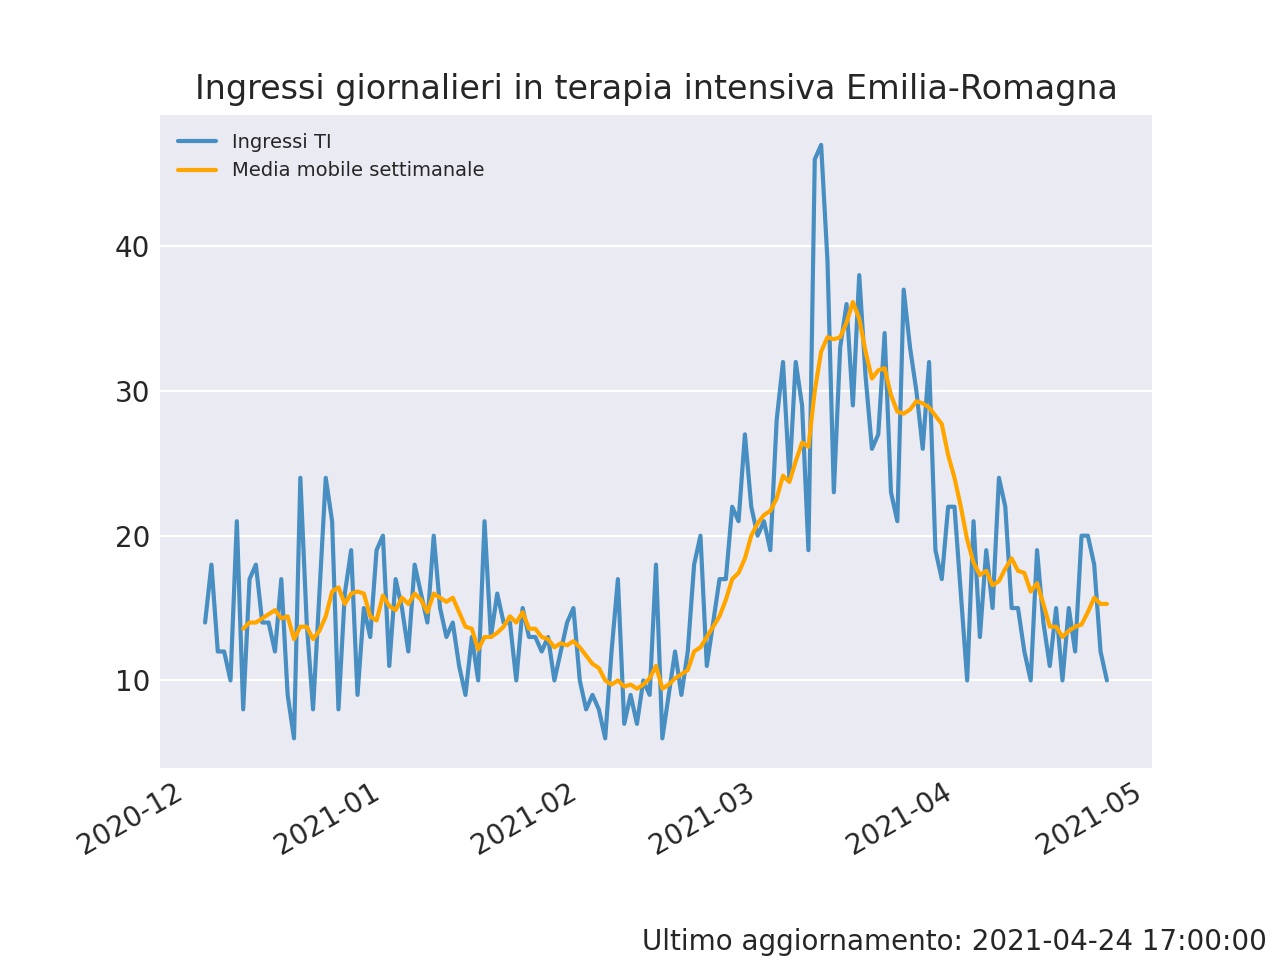 Ingressi giornalieri in terapia intensiva Emilia-Romagna
Ingressi TI
Media mobile settimanale
40
30
20
10
2020-12
2021-01
2021-02
2021-03
2021-04
2021-05
Ultimo aggiornamento: 2021-04-24 17:00:00